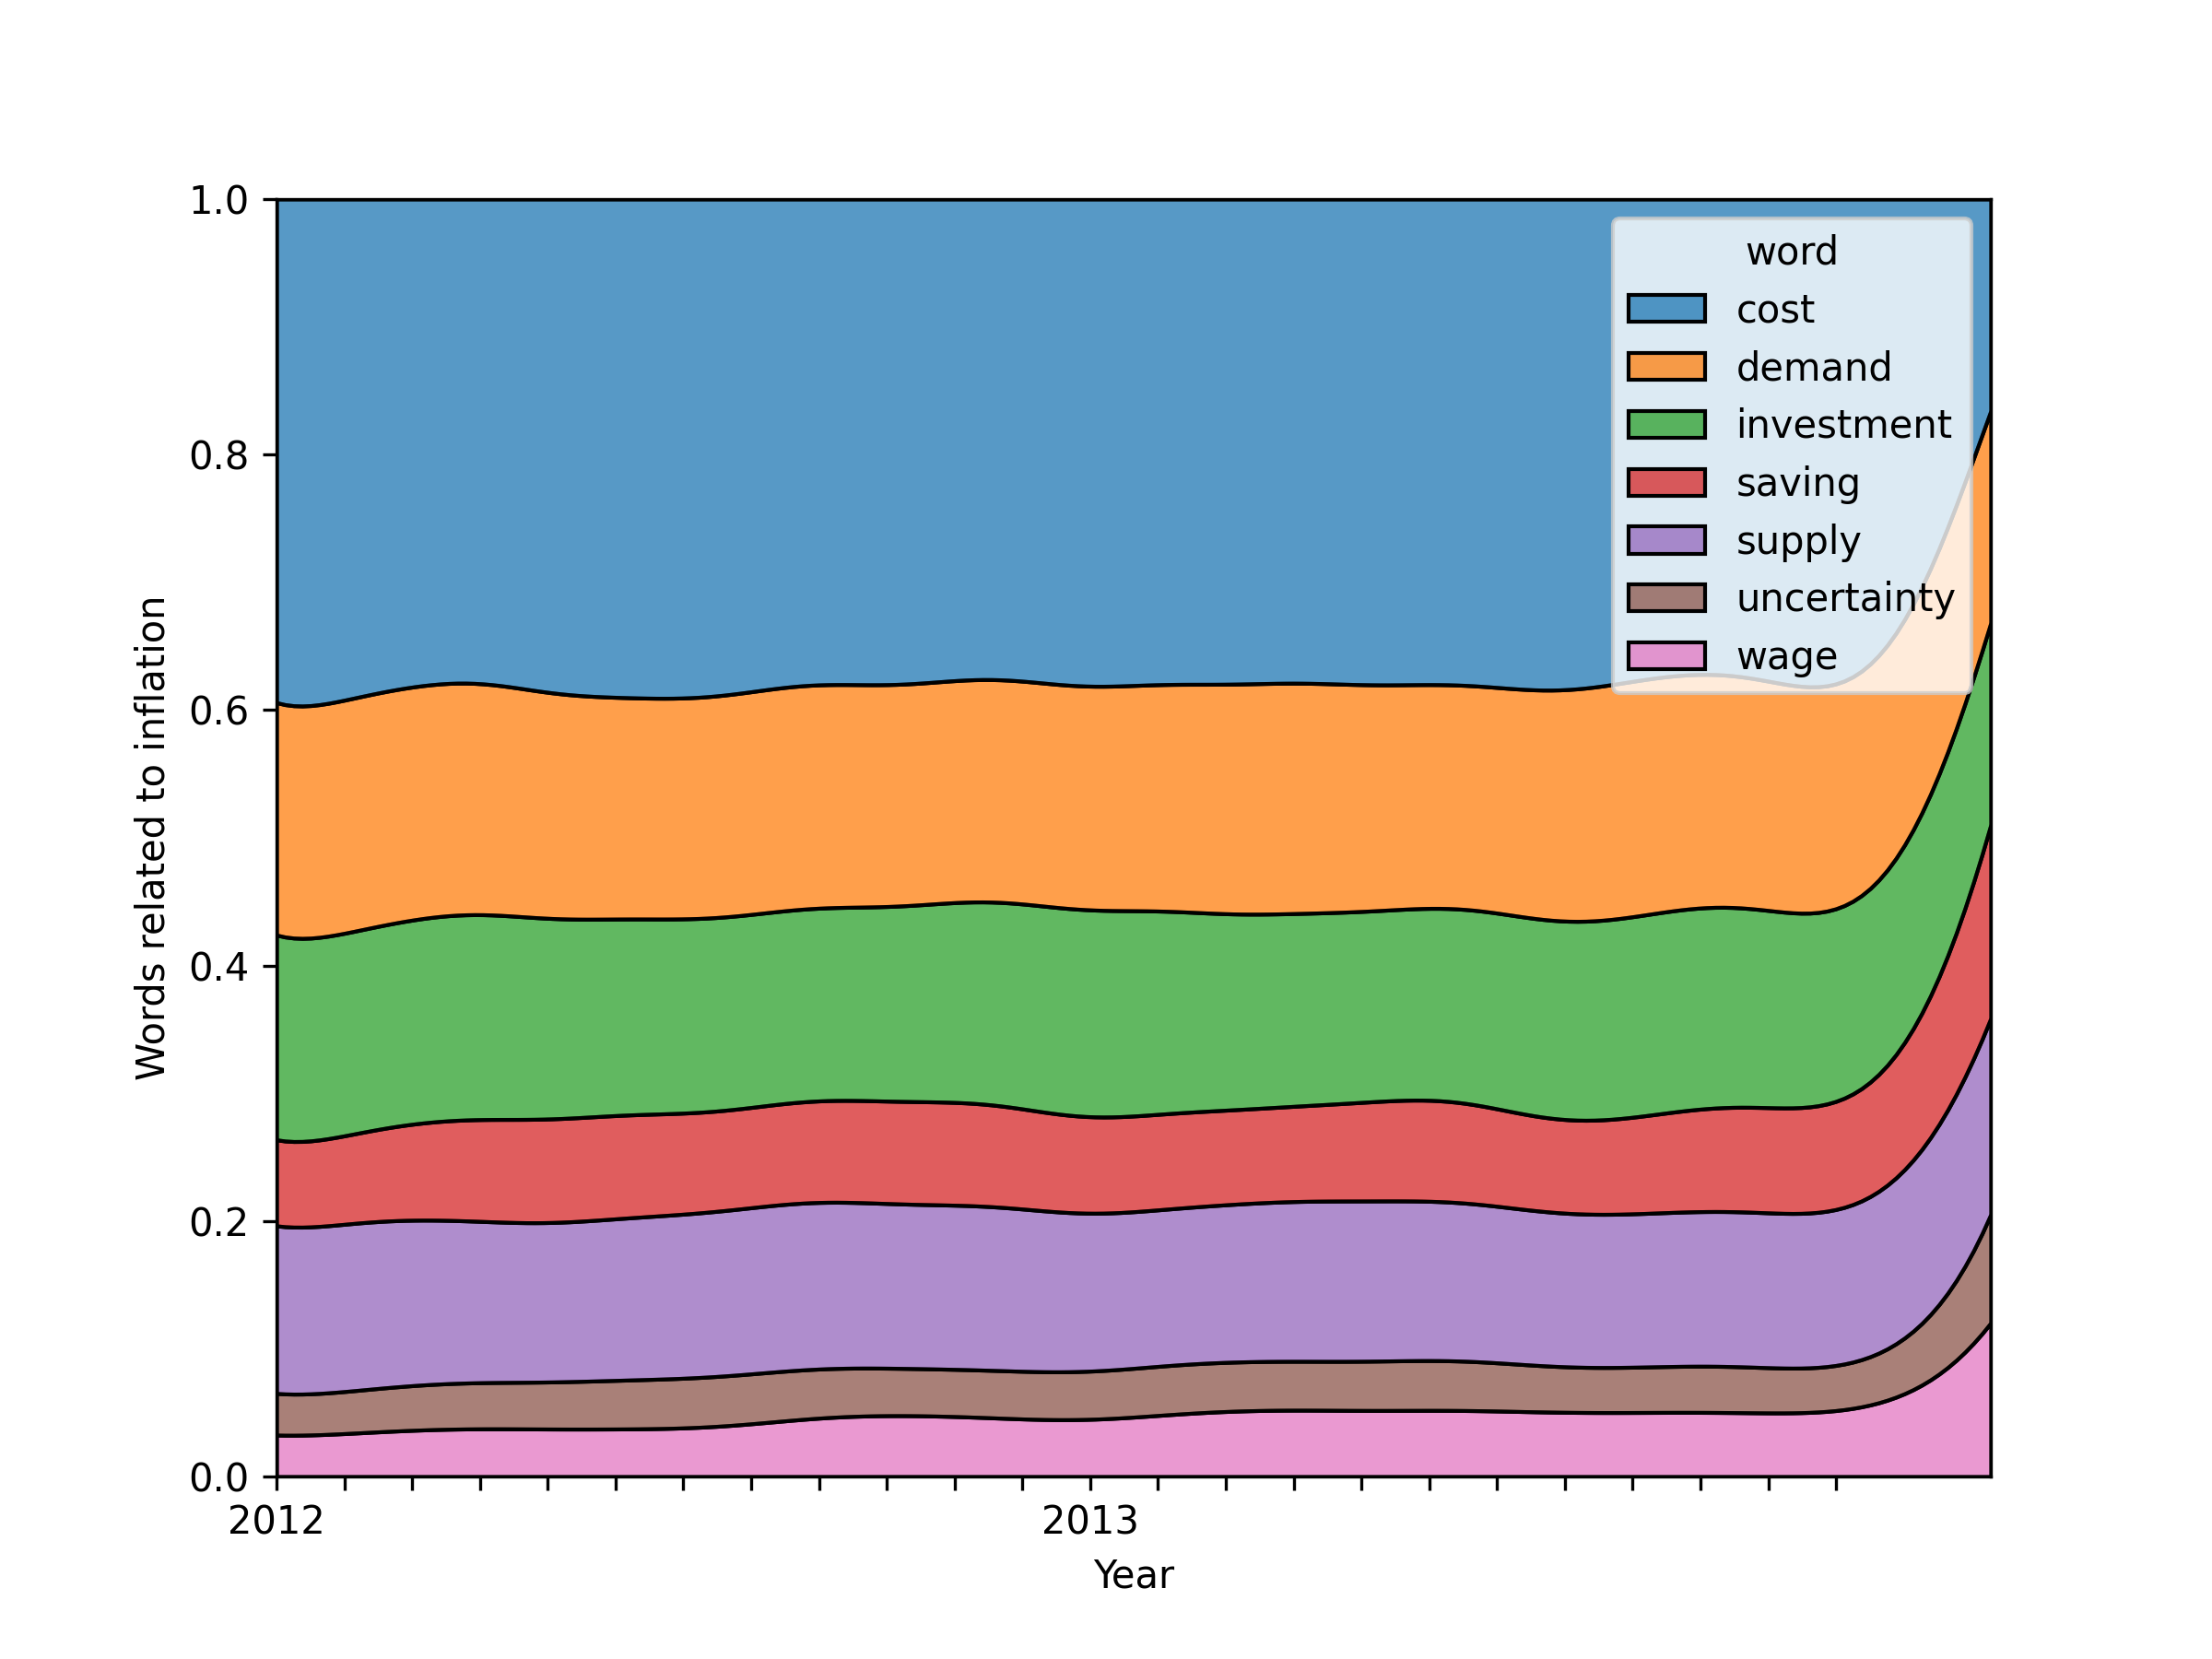 1.0
0.8
0.6
0.4
0.2
0.0
Words related to inflation
word
cost
demand
investment
saving
supply
uncertainty
wage
2012
2013
Year